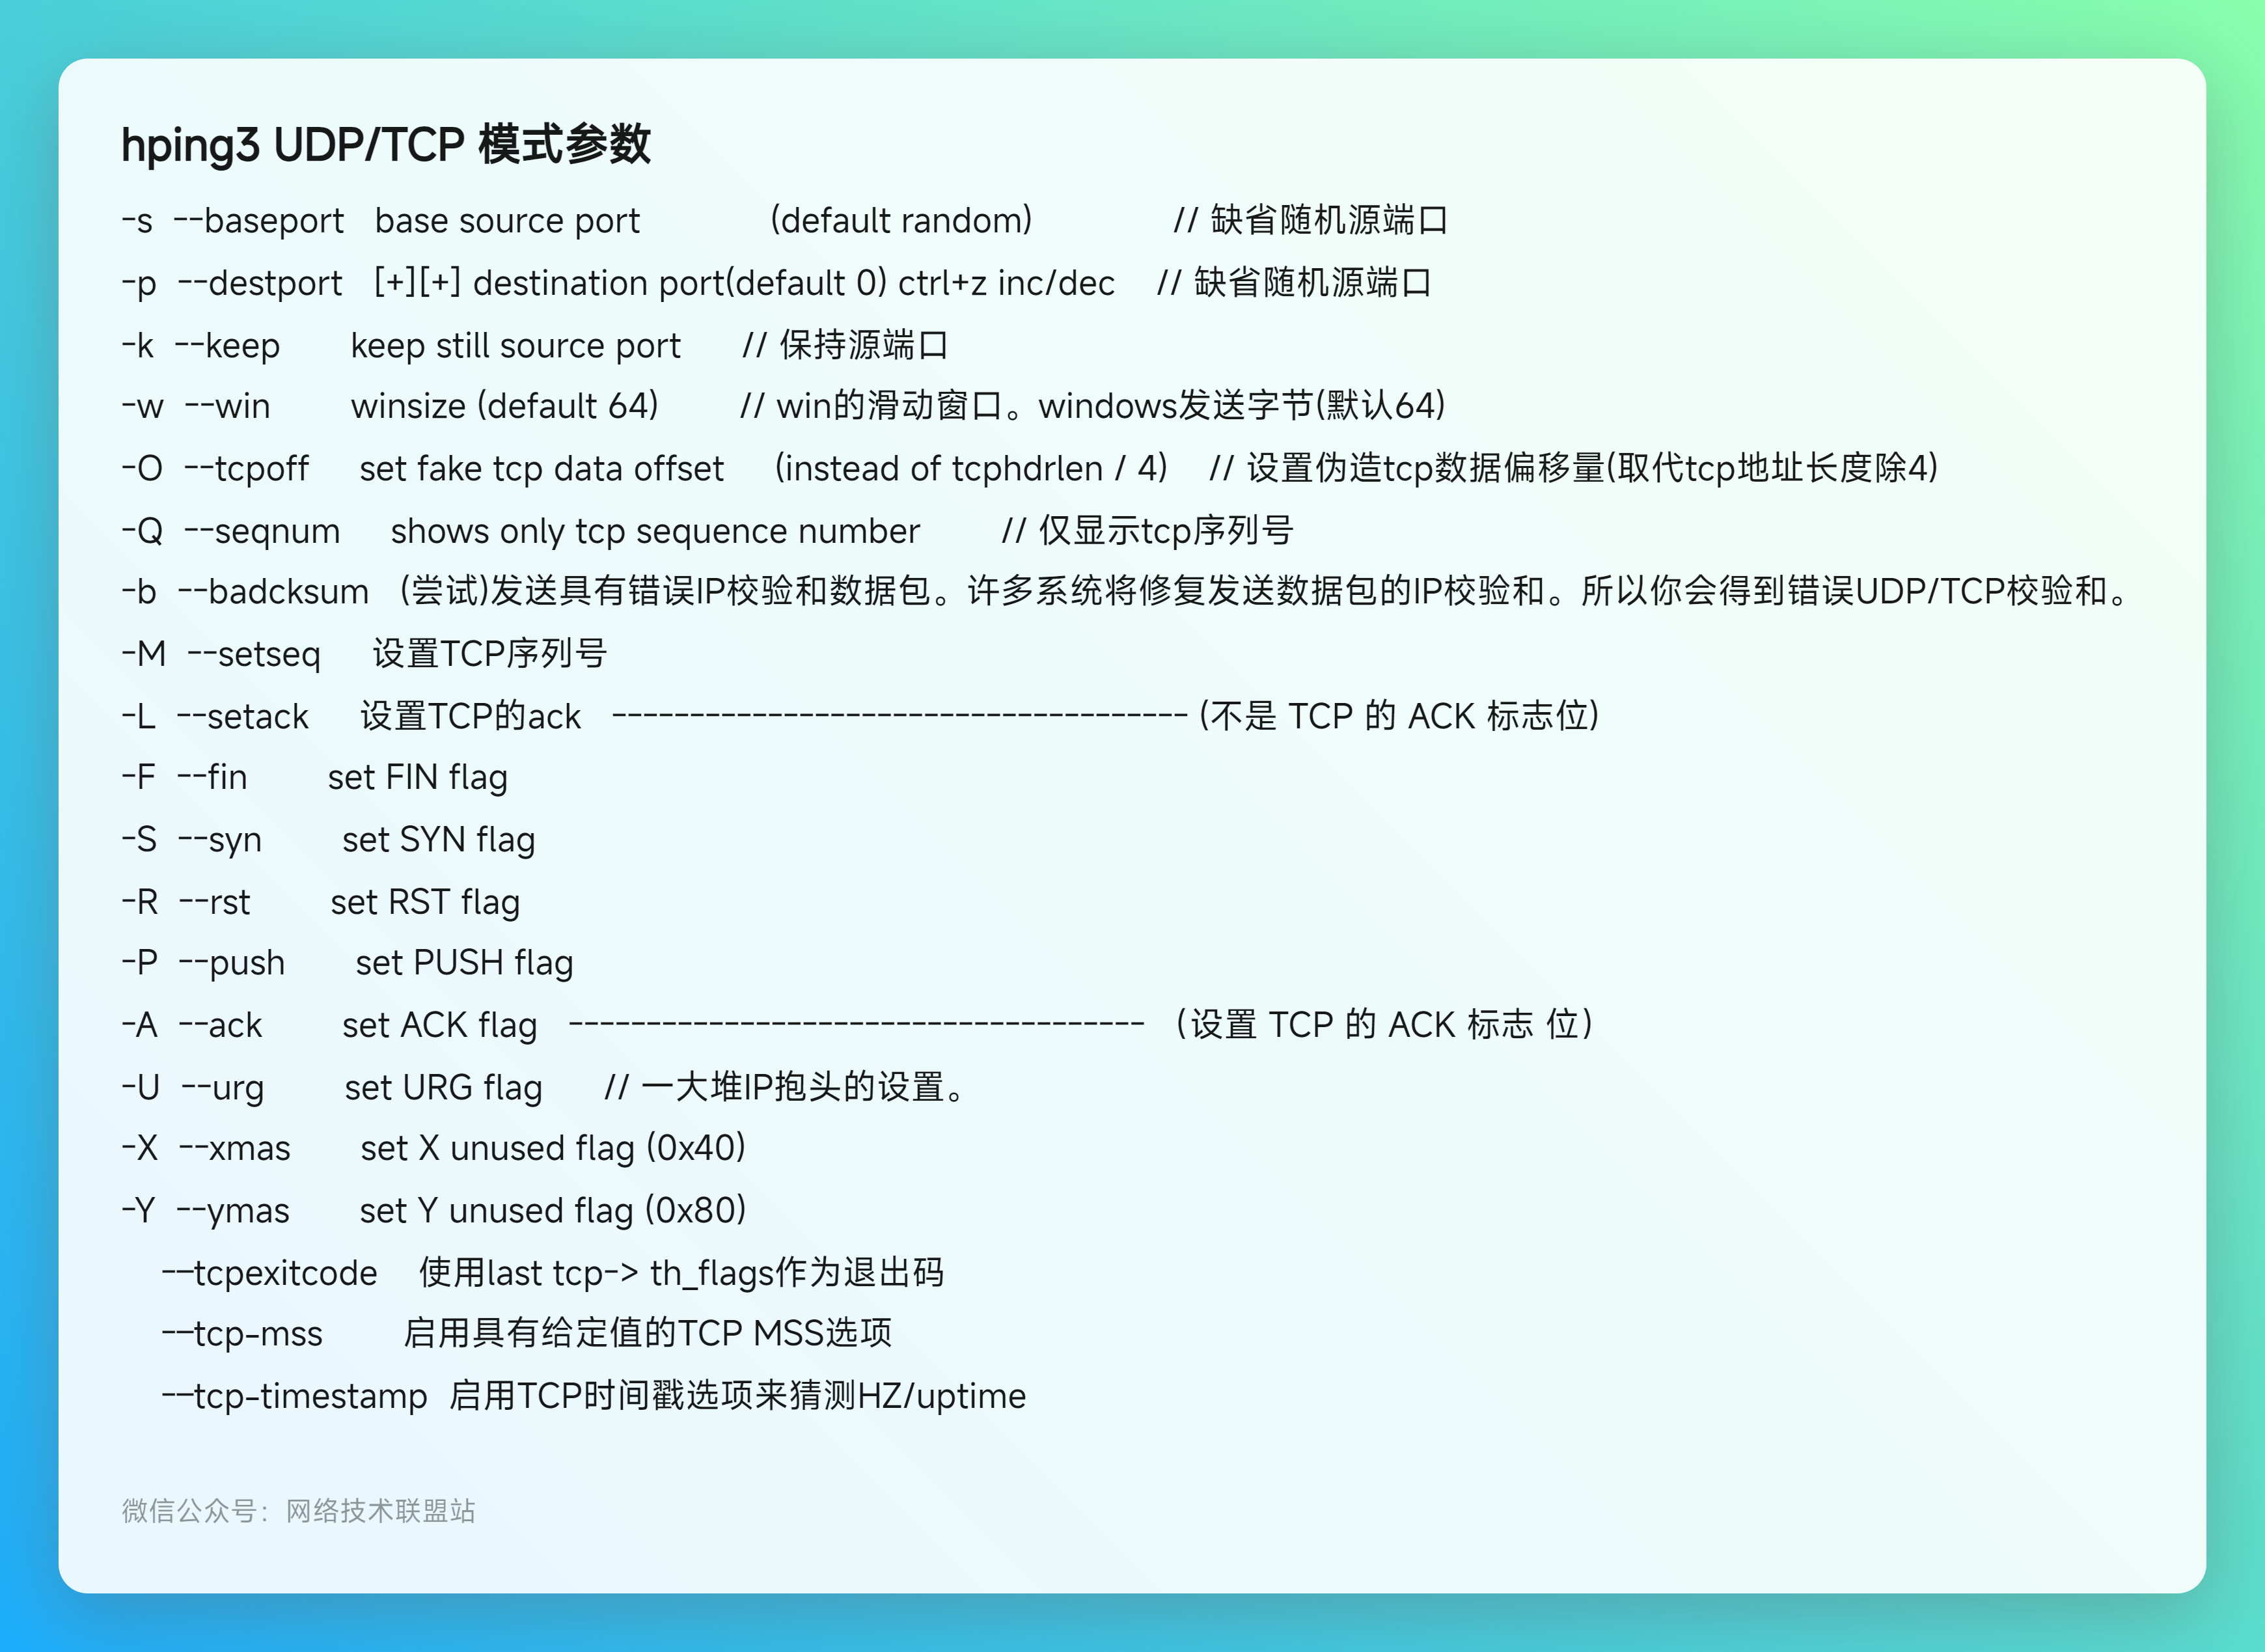 hping3 UDP/TCP 模式参数
-s --baseport base source port (default random) // 缺省随机源端口
-p --destport [+][+] destination port(default 0) ctrl+z inc/dec // 缺省随机源端口
-k --keep keep still source port // 保持源端口
-w --win winsize (default 64) // win的滑动窗口。windows发送字节(默认64)
-O --tcpoff set fake tcp data offset (instead of tcphdrlen / 4) // 设置伪造tcp数据偏移量(取代tcp地址长度除4)
-Q --seqnum shows only tcp sequence number // 仅显示tcp序列号
-b --badcksum (尝试)发送具有错误IP校验和数据包。许多系统将修复发送数据包的IP校验和。所以你会得到错误UDP/TCP校验和。
-M --setseq 设置TCP序列号
-L --setack 设置TCP的ack ------------------------------------- (不是 TCP 的 ACK 标志位)
-F --fin set FIN flag
-S --syn set SYN flag
-R --rst set RST flag
-P --push set PUSH flag
-A --ack set ACK flag ------------------------------------- （设置 TCP 的 ACK 标志 位）
-U --urg set URG flag // 一大堆IP抱头的设置。
-X --xmas set X unused flag (0x40)
-Y --ymas set Y unused flag (0x80)
--tcpexitcode 使用last tcp-> th_flags作为退出码
--tcp-mss 启用具有给定值的TCP MSS选项
--tcp-timestamp 启用TCP时间戳选项来猜测HZ/uptime
微信公众号：网络技术联盟站